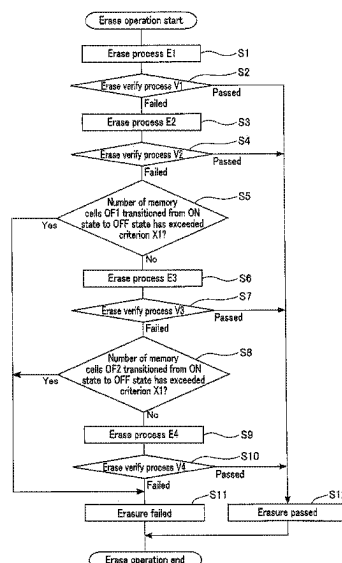 Erase operation start
Erase process E1
S1
Erase verify process V1
S2
Passed
Failed
Erase process E2
S3
Erase verify process V2
S4
Passed
Failed
Number of memory
cells QF1 transitioned from ON
state to OFF state has exceeded
criterion X1?
S5
Yes
No
Erase process E3
S6
Erase verify process V3
S7
Passed
Failed
Number of memory
cells QF2 transitioned from ON
state to OFF state has exceeded
criterion X1?
S8
Yes
No
Erase process E4
S9
Erase verify process V4
S10
Passed
Failed
Erasure failed
S11
Erasure passed
Erase operation end